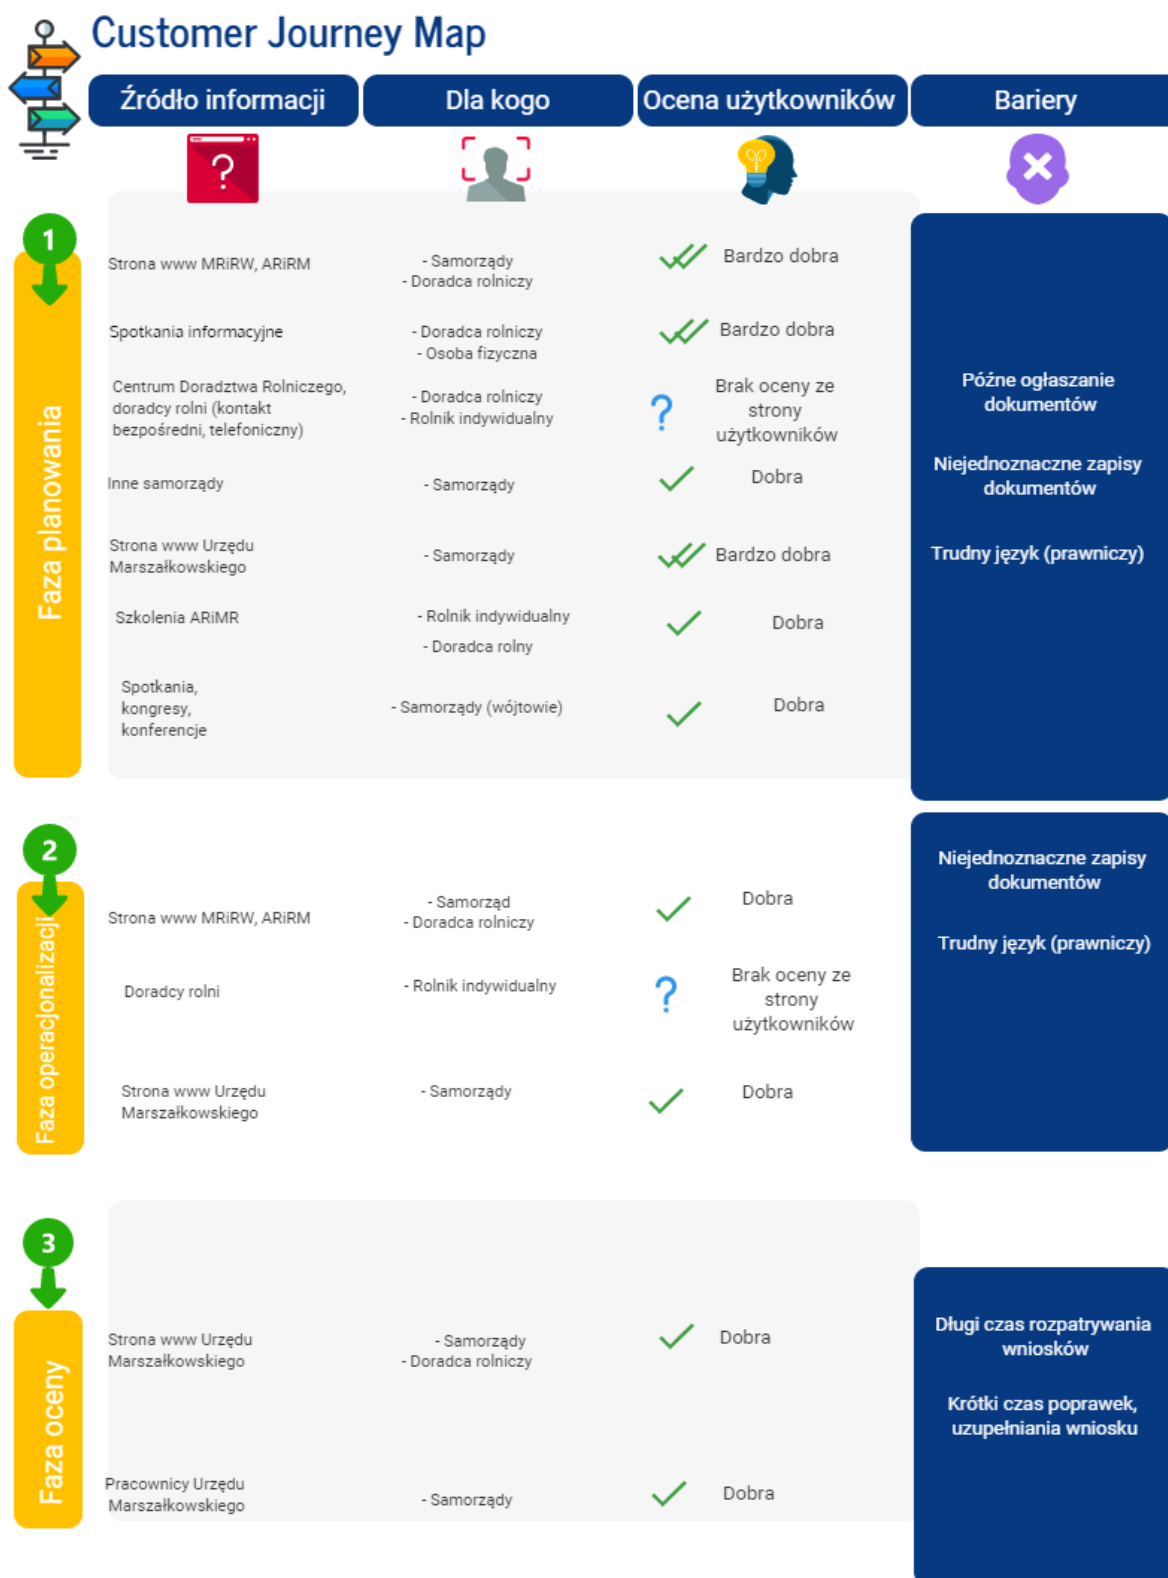 Customer Journey Map
Źródło informacji
Dla kogo
Ocena użytkowników
Bariery
?
1
Faza planowania
Strona www MRiRW, ARiRM
- Samorządy
- Doradca rolniczy
Bardzo dobra
Spotkania informacyjne
- Doradca rolniczy
- Osoba fizyczna
Bardzo dobra
Centrum Doradztwa Rolniczego,
doradcy rolni (kontakt
bezpośredni, telefoniczny)
- Doradca rolniczy
- Rolnik indywidualny
?
Brak oceny ze
strony
użytkowników
Inne samorządy
- Samorządy
Dobra
Strona www Urzędu
Marszałkowskiego
- Samorządy
Bardzo dobra
Szkolenia ARiMR
- Rolnik indywidualny
- Doradca rolny
Dobra
Spotkania,
kongresy,
konferencje
- Samorządy (wójtowie)
Dobra
Późne ogłaszanie
dokumentów
Niejednoznaczne zapisy
dokumentów
Trudny język (prawniczy)
2
Faza operacjonalizacji
Strona www MRiRW, ARiRM
- Samorząd
- Doradca rolniczy
Dobra
Doradcy rolni
- Rolnik indywidualny
?
Brak oceny ze
strony
użytkowników
Strona www Urzędu
Marszałkowskiego
- Samorządy
Dobra
Niejednoznaczne zapisy
dokumentów
Trudny język (prawniczy)
3
Faza oceny
Strona www Urzędu
Marszałkowskiego
- Samorządy
- Doradca rolniczy
Dobra
Pracownicy Urzędu
Marszałkowskiego
- Samorządy
Dobra
Długi czas rozpatrywania
wniosków
Krótki czas poprawek,
uzupełniania wniosku